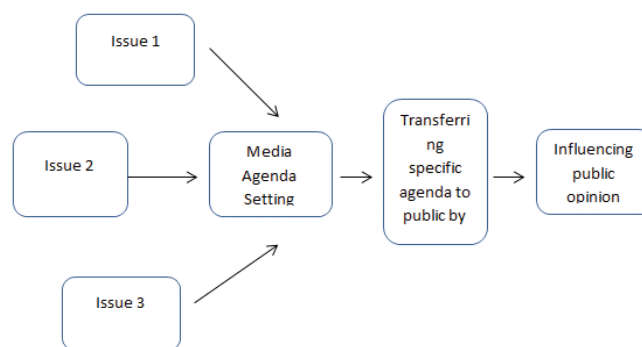 Issue 1
Issue 2
Issue 3
Media
Agenda
Setting
Transferri
ng
specific
agenda to
public by
Influencing
public
opinion